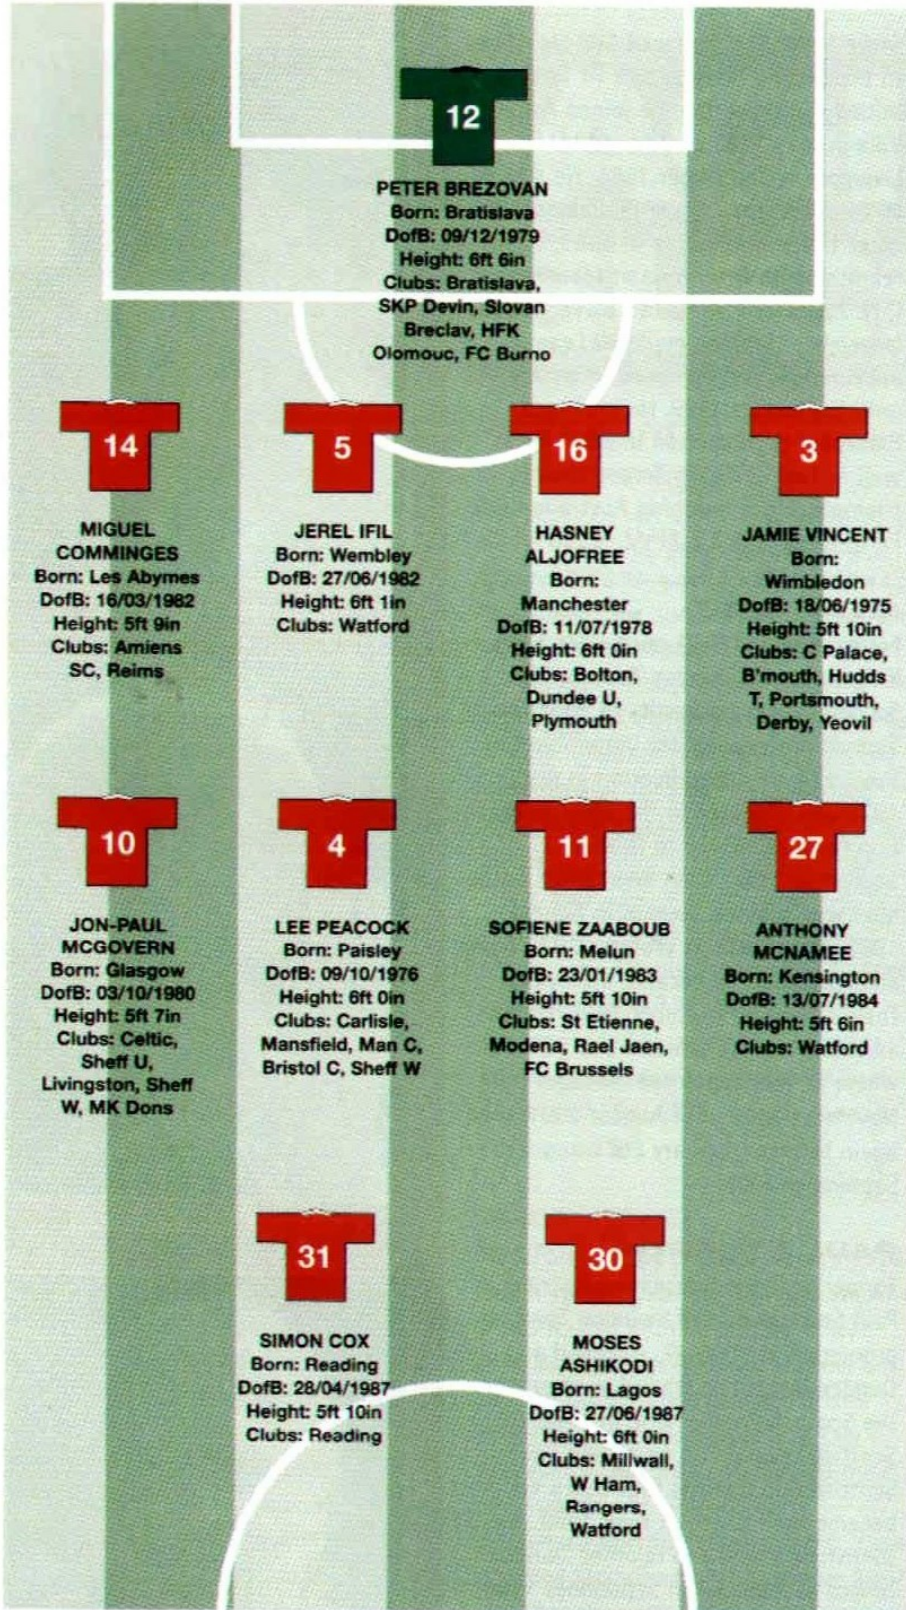 12
PETER BREZOVAN
Born: Bratislava
DofB: 09/12/1979
Height: 6ft 6in
Clubs: Bratislava,
SKP Devin, Slovan
Breclav, HFK
Olomouc, FC Burno
14
MIGUEL
COMMINGES
Born: Les Abymes
DofB: 16/03/1982
Height: 5ft 9in
Clubs: Amiens
SC, Reims
5
JEREL IFIL
Born: Wembley
DofB: 27/06/1982
Height: 6ft 1in
Clubs: Watford
16
HASNEY
ALJOFREE
Born:
Manchester
DofB: 11/07/1978
Height: 6ft 0in
Clubs: Bolton,
Dundee U,
Plymouth
3
JAMIE VINCENT
Born:
Wimbledon
DofB: 18/06/1975
Height: 5ft 10in
Clubs: C Palace,
B'mouth, Hudds
T, Portsmouth,
Derby, Yeovil
10
JON-PAUL
MCGOVERN
Born: Glasgow
DofB: 03/10/1980
Height: 5ft 7in
Clubs: Celtic,
Sheff U,
Livingston, Sheff
W, MK Dons
4
LEE PEACOCK
Born: Paisley
DofB: 09/10/1976
Height: 6ft 0in
Clubs: Carlisle,
Mansfield, Man C,
Bristol C, Sheff W
11
SOFIENE ZAABOUB
Born: Melun
DofB: 23/01/1983
Height: 5ft 10in
Clubs: St Etienne,
Modena, Rael Jaen,
FC Brussels
27
ANTHONY
MCNAMEE
Born: Kensington
DofB: 13/07/1984
Height: 5ft 6in
Clubs: Watford
31
SIMON COX
Born: Reading
DofB: 28/04/1987
Height: 5ft 10in
Clubs: Reading
30
MOSES
ASHIKODI
Born: Lagos
DofB: 27/06/1987
Height: 6ft 0in
Clubs: Millwall,
W Ham,
Rangers,
Watford